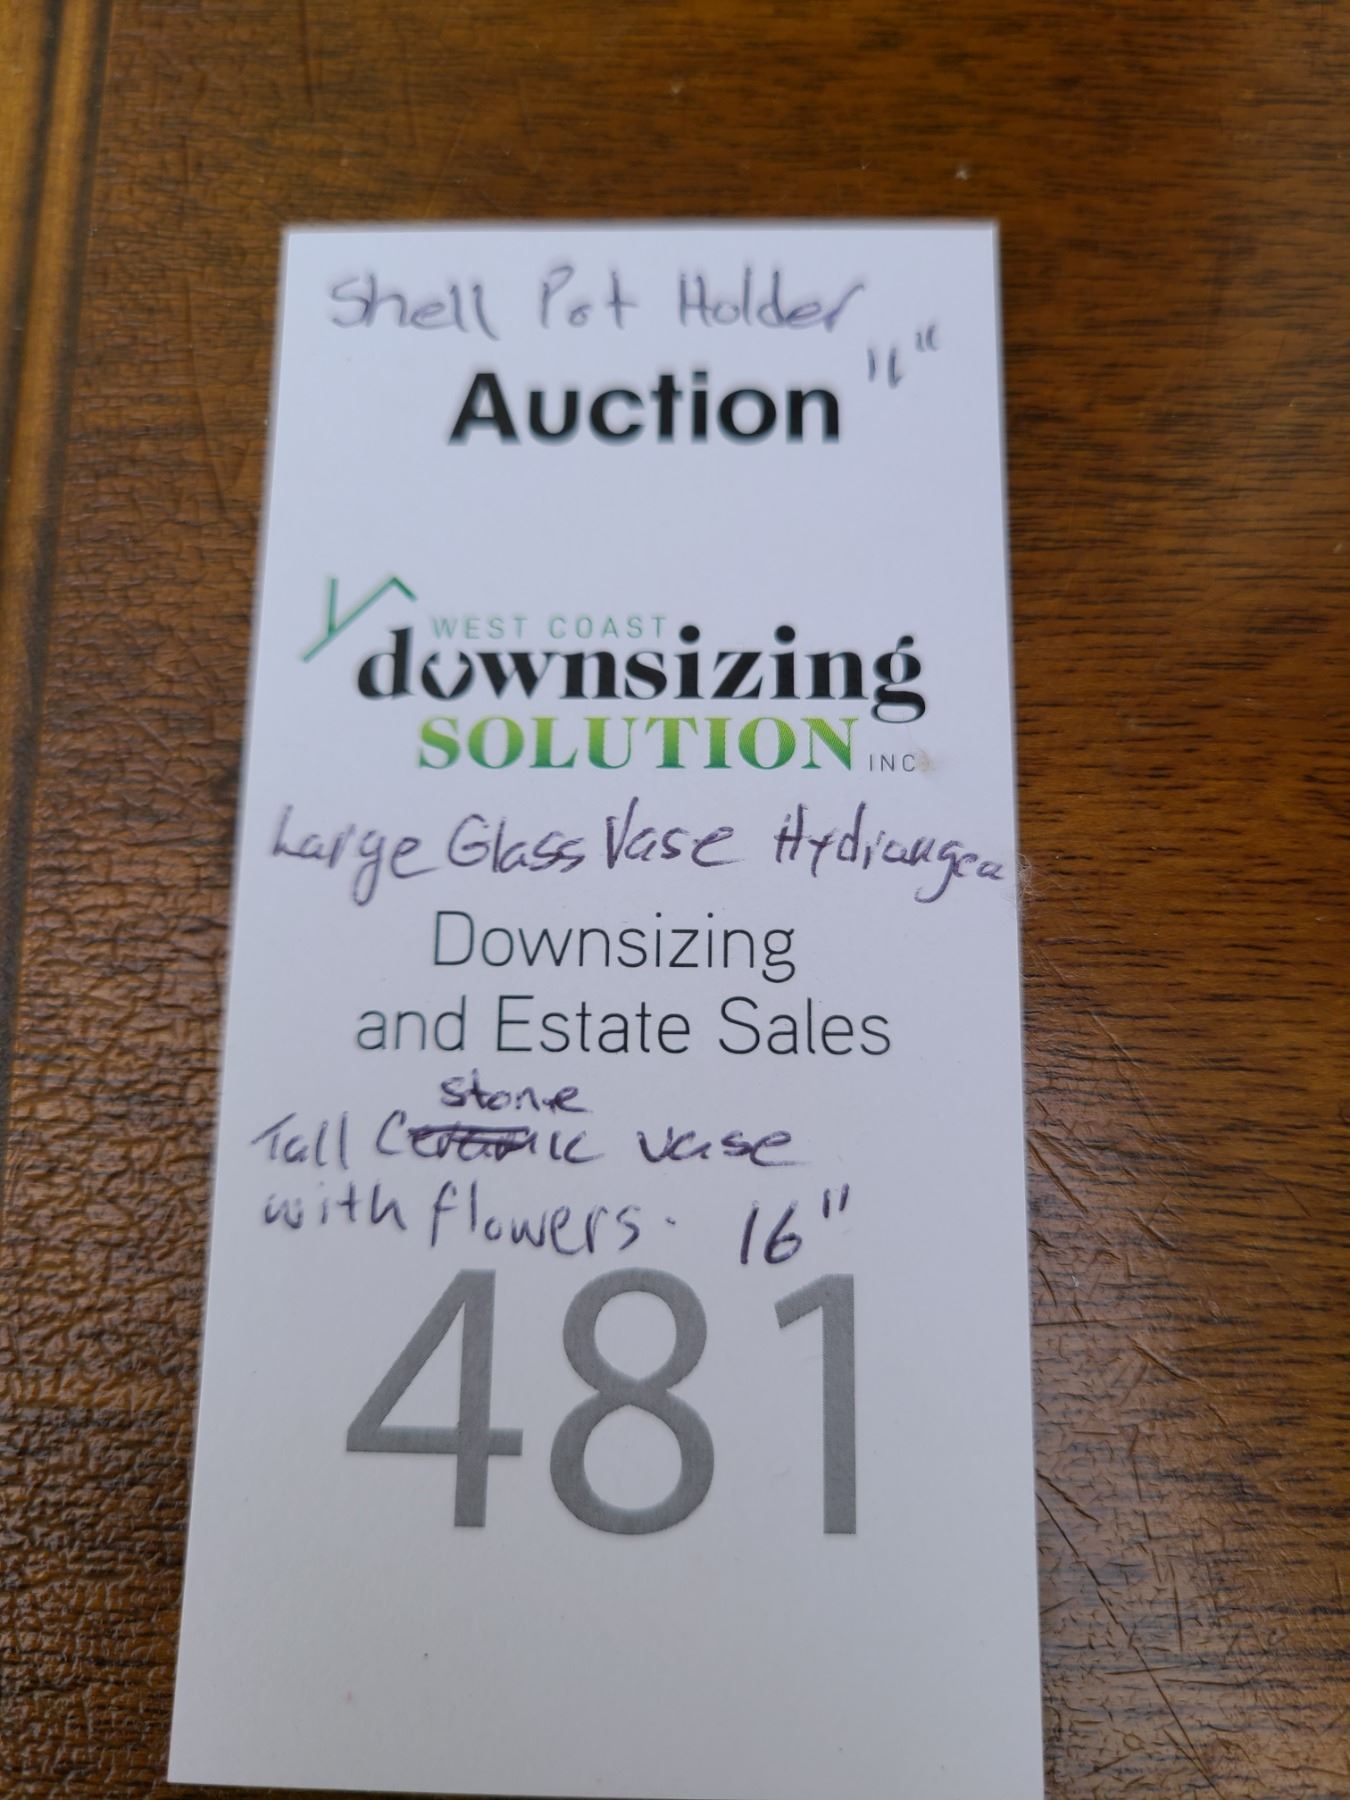 Shell Pot Holder
11"
Auction
WEST COAST
downsizing
SOLUTION INC
Large Glass Vase Hydrangea
Downsizing
and Estate Sales
stone
Tall Ceramic vase
with flowers. 16"
481